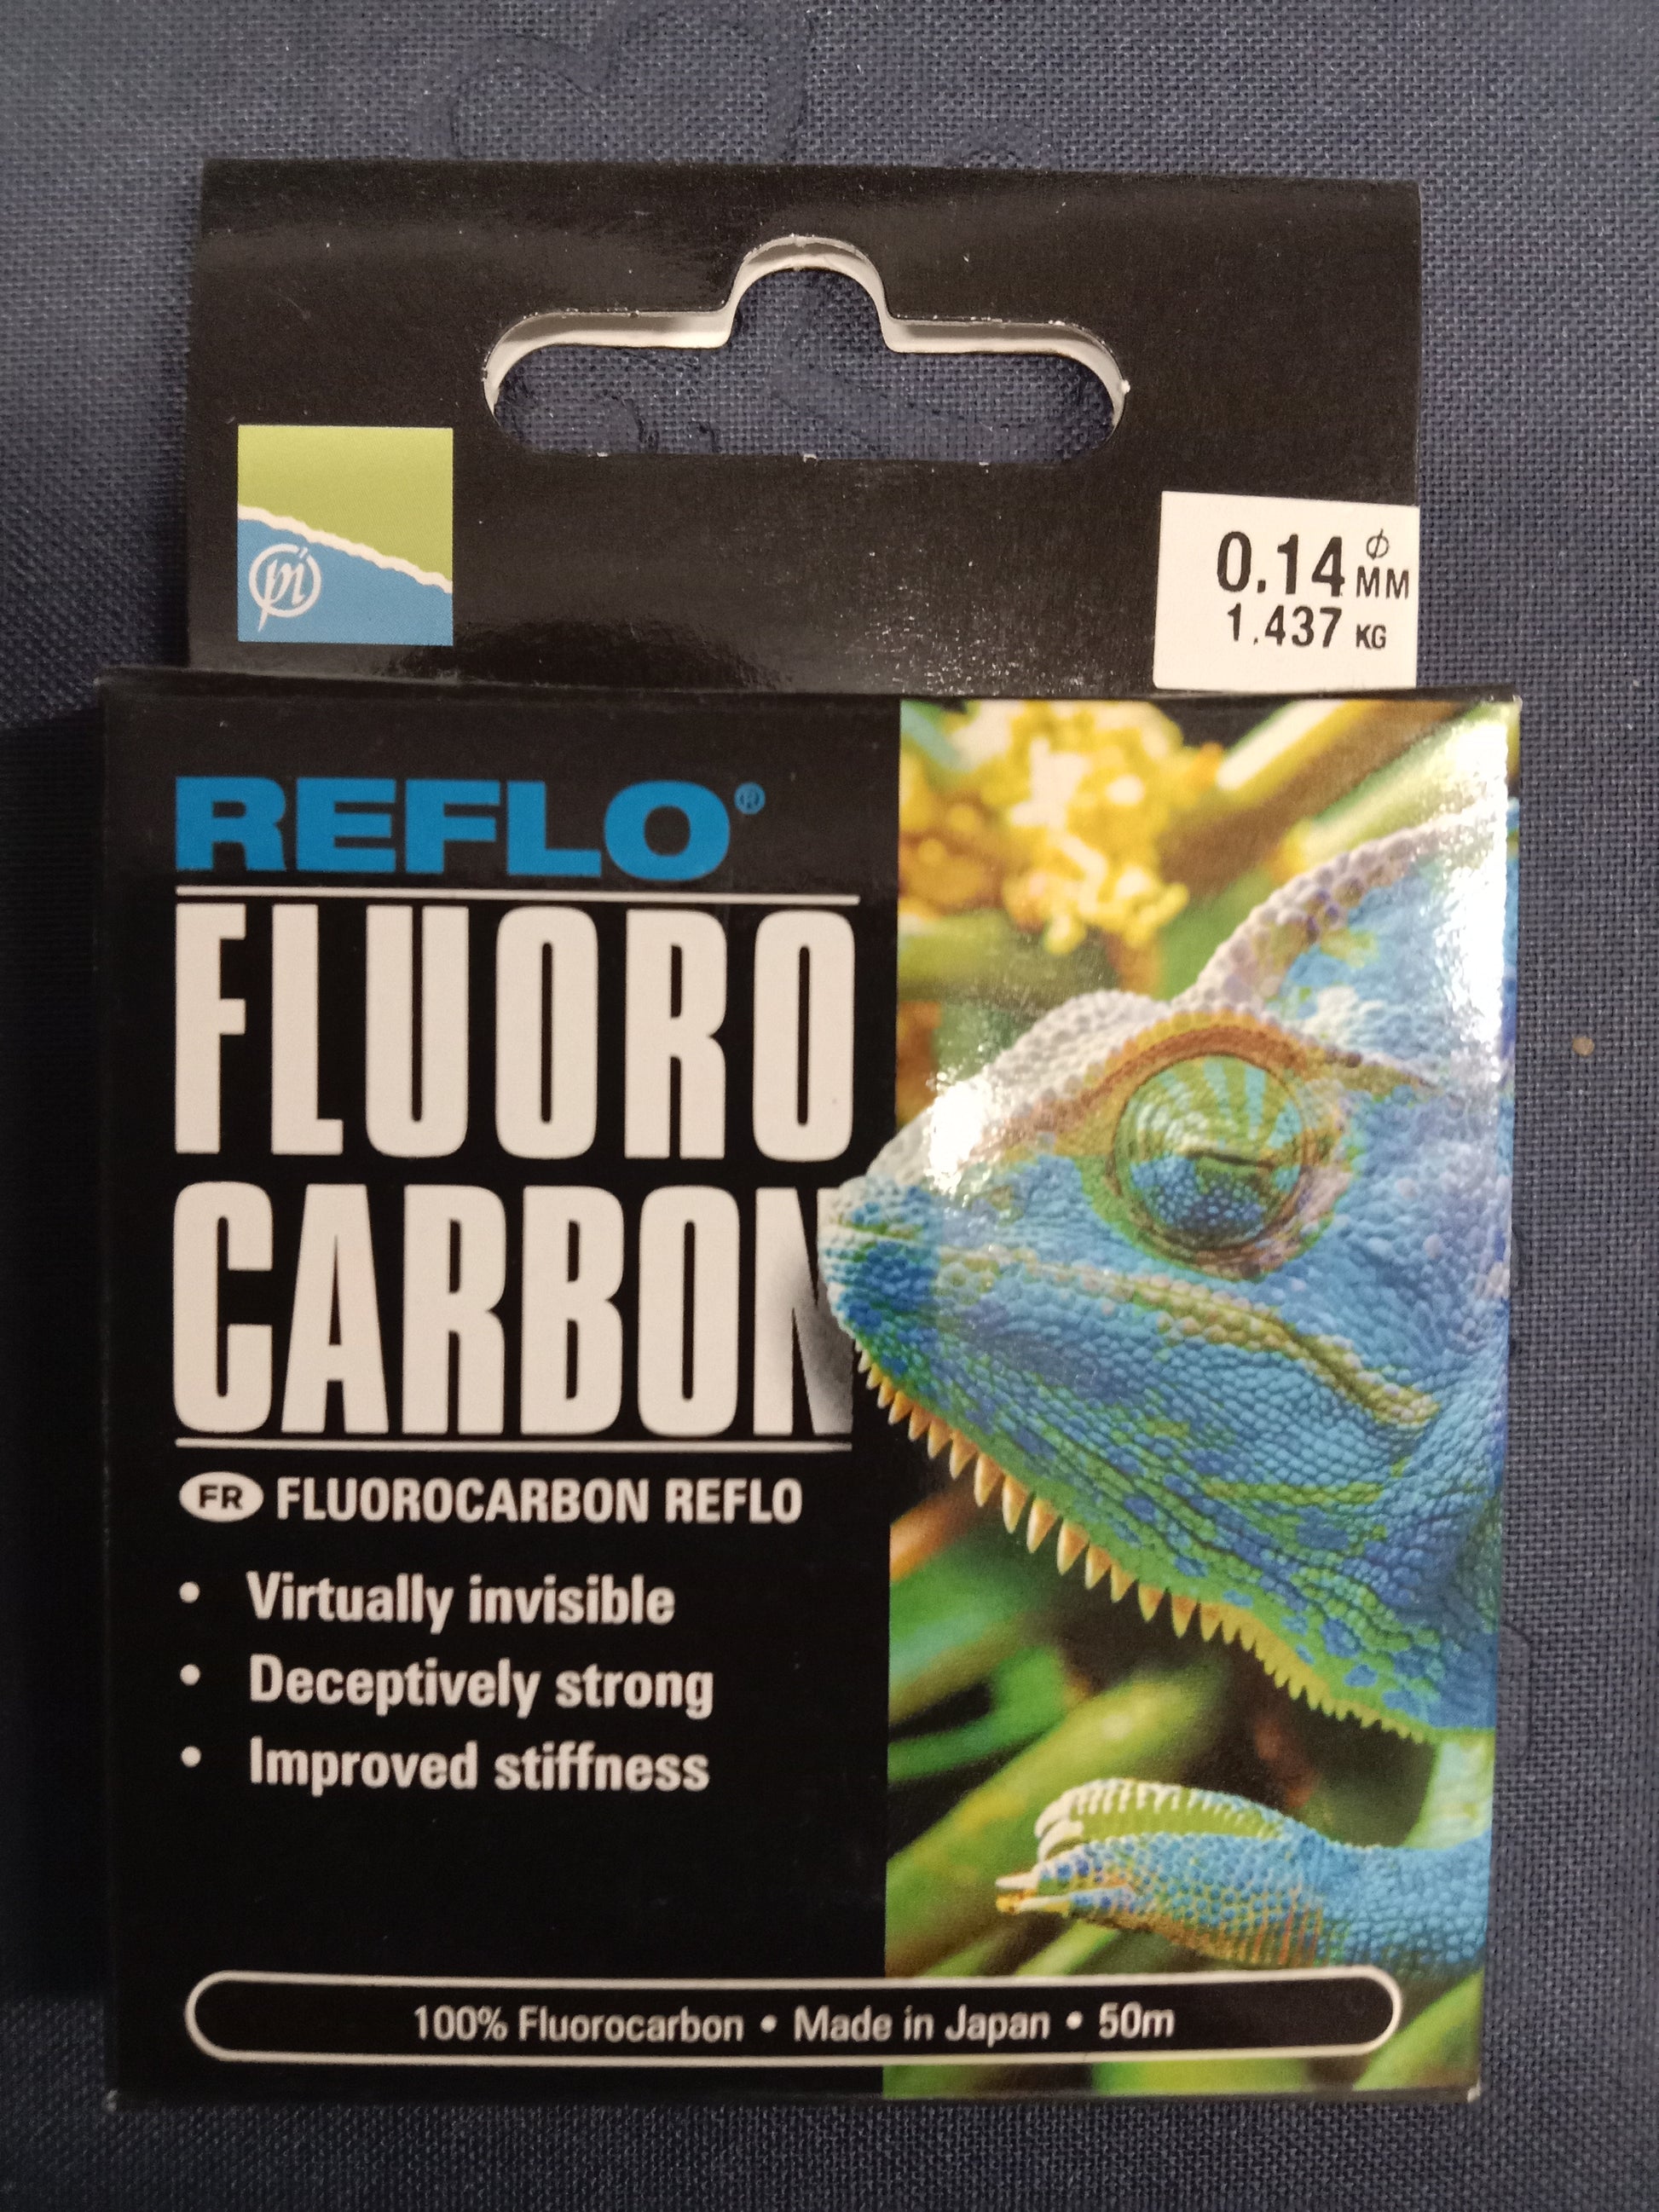 pi
0.14 ⌀ MM
1.437 KG
REFLO®
FLUORO
CARBON
FR FLUOROCARBON REFLO
• Virtually invisible
• Deceptively strong
• Improved stiffness
100% Fluorocarbon • Made in Japan • 50m